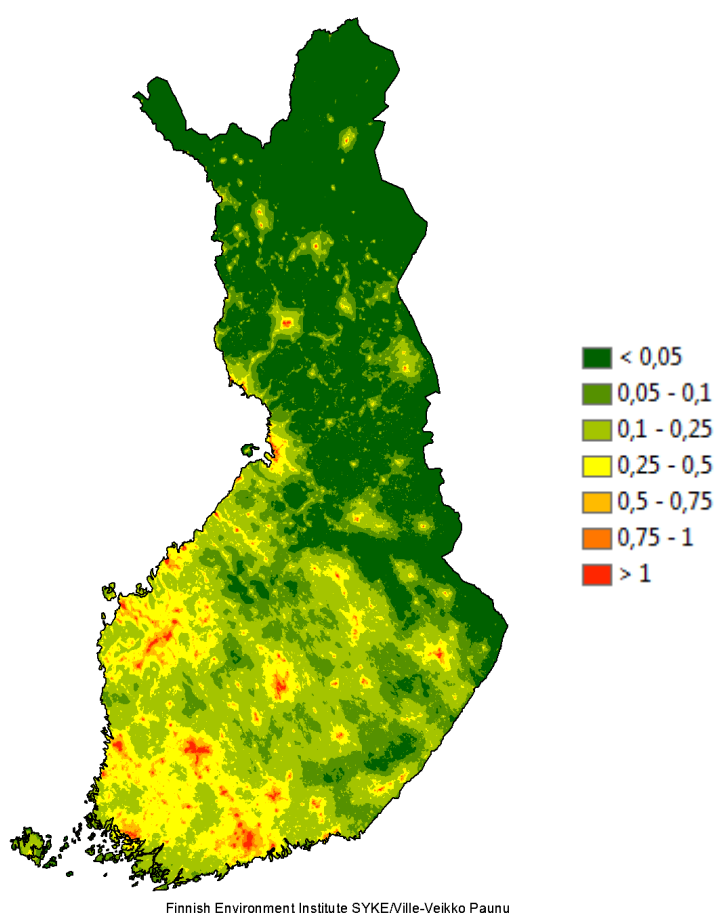 < 0,05
0,05 - 0,1
0,1 - 0,25
0,25 - 0,5
0,5 - 0,75
0,75 - 1
> 1
Finnish Environment Institute SYKE/Ville-Veikko Paunu